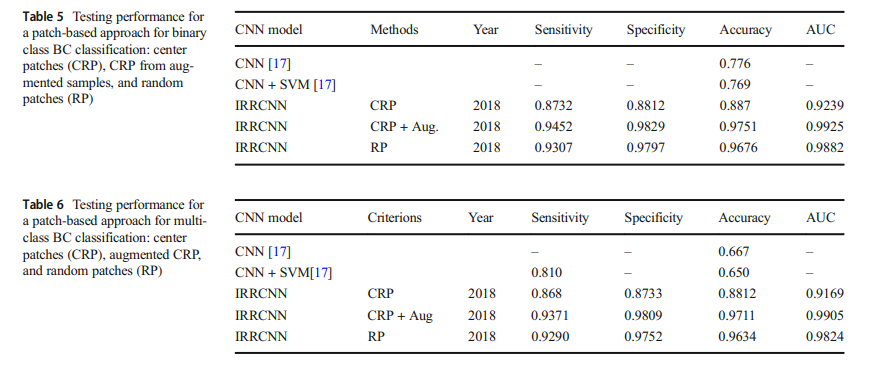 Table 5 Testing performance for
a patch-based approach for binary
class BC classification: center
patches (CRP), CRP from aug-
mented samples, and random
patches (RP)
CNN model Methods Year Sensitivity Specificity Accuracy AUC
CNN [17] – – 0.776 –
CNN + SVM [17] – – 0.769 –
IRRCNN CRP 2018 0.8732 0.8812 0.887 0.9239
IRRCNN CRP + Aug. 2018 0.9452 0.9829 0.9751 0.9925
IRRCNN RP 2018 0.9307 0.9797 0.9676 0.9882
Table 6 Testing performance for
a patch-based approach for multi-
class BC classification: center
patches (CRP), augmented CRP,
and random patches (RP)
CNN model Criterions Year Sensitivity Specificity Accuracy AUC
CNN [17] – – 0.667 –
CNN + SVM[17] 0.810 – 0.650 –
IRRCNN CRP 2018 0.868 0.8733 0.8812 0.9169
IRRCNN CRP + Aug 2018 0.9371 0.9809 0.9711 0.9905
IRRCNN RP 2018 0.9290 0.9752 0.9634 0.9824